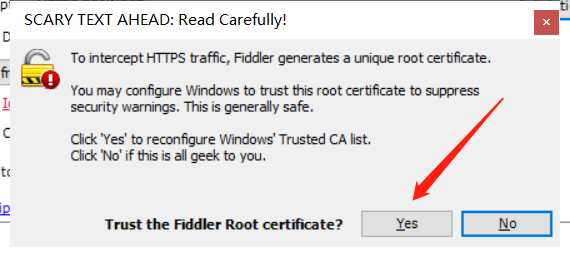 SCARY TEXT AHEAD: Read Carefully!
To intercept HTTPS traffic, Fiddler generates a unique root certificate.
You may configure Windows to trust this root certificate to suppress
security warnings. This is generally safe.
Click 'Yes' to reconfigure Windows' Trusted CA list.
Click 'No' if this is all geek to you.
Trust the Fiddler Root certificate?
Yes
No